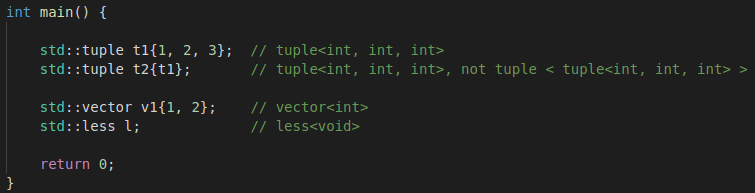 int main() {
std::tuple t1{1, 2, 3}; // tuple<int, int, int>
std::tuple t2{t1}; // tuple<int, int, int>, not tuple < tuple<int, int, int> >
std::vector v1{1, 2}; // vector<int>
std::less l; // less<void>
return 0;
}